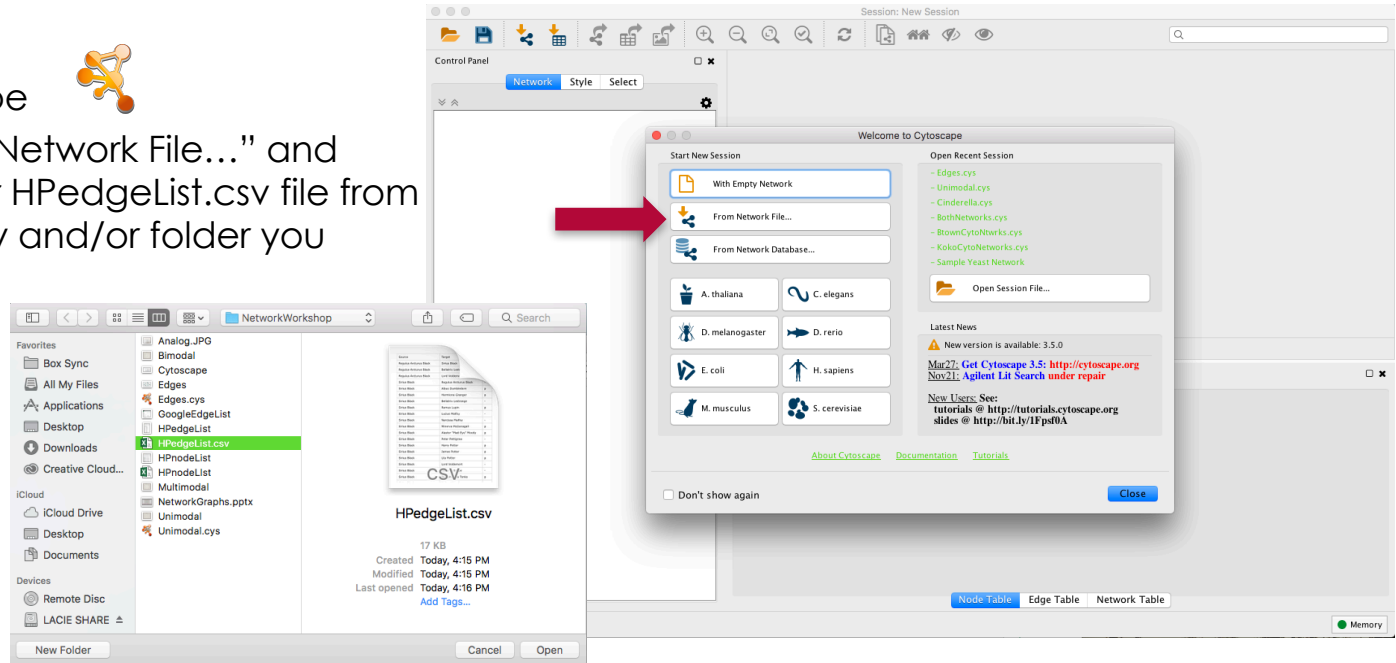 be
Network File…” and
HPedgeList.csv file from
and/or folder you
Session: New Session
Control Panel
Network Style Select
Welcome to Cytoscape
Start New Session
With Empty Network
From Network File...
From Network Database...
A. thaliana C. elegans
D. melanogaster D. rerio
E. coli H. sapiens
M. musculus S. cerevisiae
Open Recent Session
- Edges.cys
- Unimodal.cys
- Cinderella.cys
- BothNetworks.cys
- BtownCytoNtwrks.cys
- KokoCytoNetworks.cys
- Sample Yeast Network
Open Session File...
Latest News
New version is available: 3.5.0
Mar27: Get Cytoscape 3.5: http://cytoscape.org
Nov21: Agilent Lit Search under repair
New Users: See:
tutorials @ http://tutorials.cytoscape.org
slides @ http://bit.ly/1Fpsf0A
About Cytoscape Documentation Tutorials
Don't show again
Close
Node Table Edge Table Network Table
Memory
NetworkWorkshop
Search
Favorites
Box Sync
All My Files
Applications
Desktop
Downloads
Creative Cloud...
iCloud
iCloud Drive
Desktop
Documents
Devices
Remote Disc
LACIE SHARE
Analog.JPG
Bimodal
Cytoscape
Edges
Edges.cys
GoogleEdgeList
HPedgeList
HPedgeList.csv
HPnodeList
HPnodeList
Multimodal
NetworkGraphs.pptx
Unimodal
Unimodal.cys
CSV
HPedgeList.csv
17 KB
Created Today, 4:15 PM
Modified Today, 4:15 PM
Last opened Today, 4:16 PM
Add Tags...
New Folder
Cancel Open